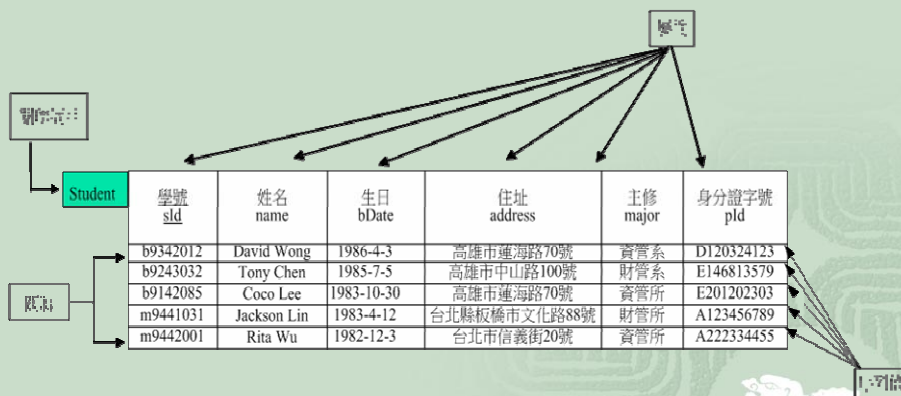 Student
學號 姓名 生日 住址 主修 身分證字號
sId name bDate address major pId
b9342012 David Wong 1986-4-3 高雄市蓮海路70號 資管系 D120324123
b9243032 Tony Chen 1985-7-5 高雄市中山路100號 財管系 E146813579
b9142085 Coco Lee 1983-10-30 高雄市蓮海路70號 資管所 E201202303
m9441031 Jackson Lin 1983-4-12 台北縣板橋市文化路88號 財管所 A123456789
m9442001 Rita Wu 1982-12-3 台北市信義街20號 資管所 A222334455